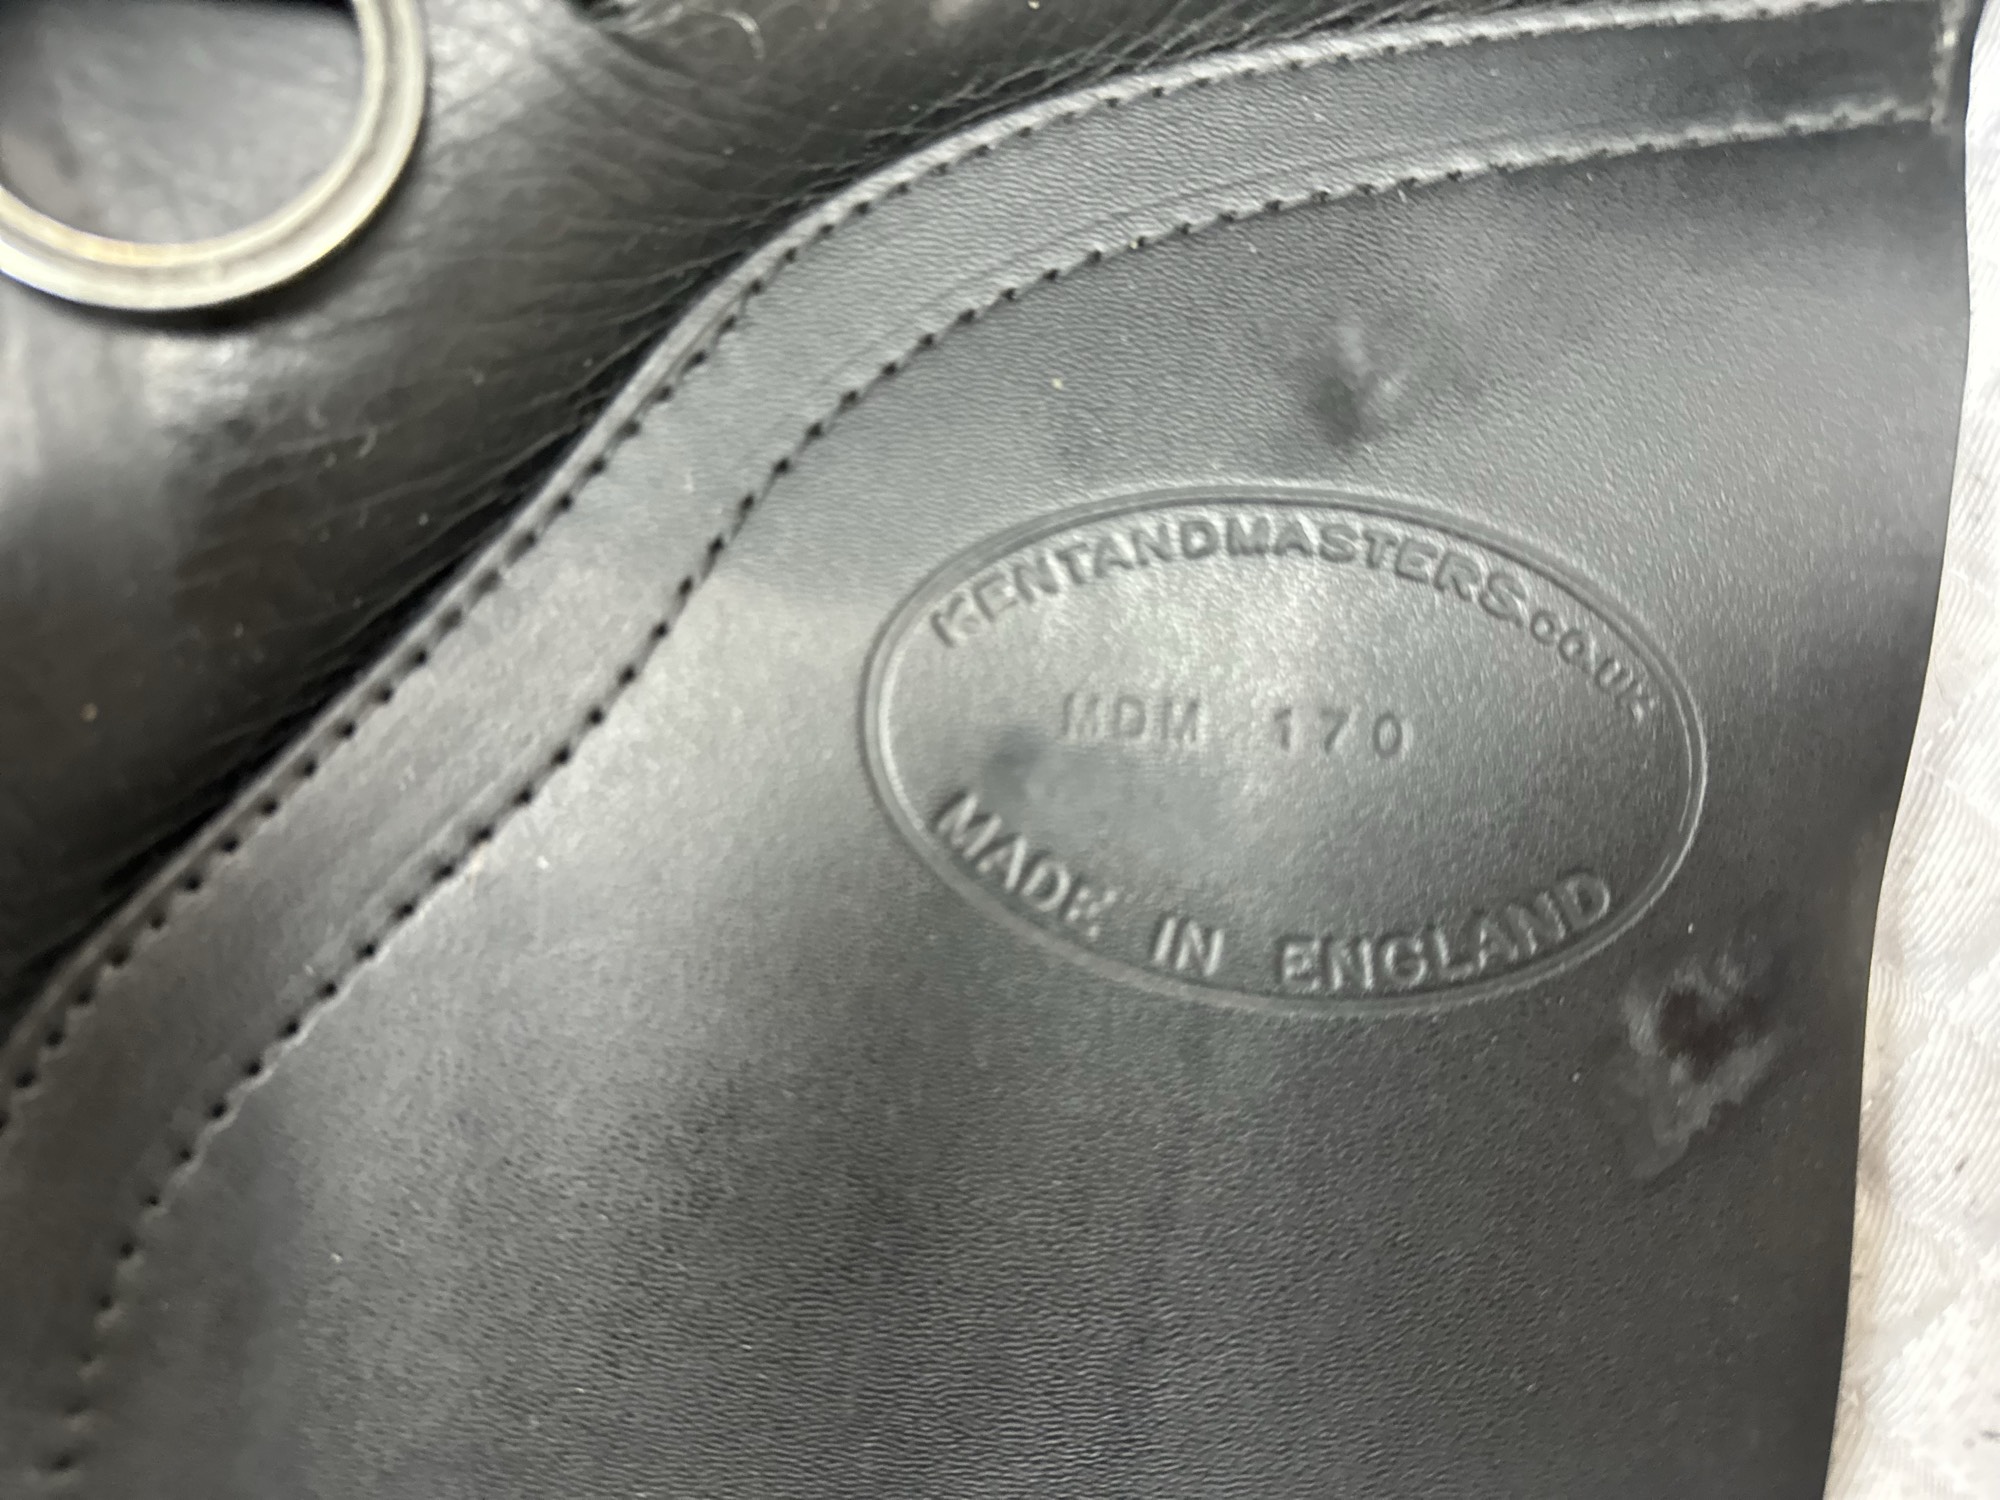 KENTANDMASTERS.CO.UK
MDM 170
MADE IN ENGLAND